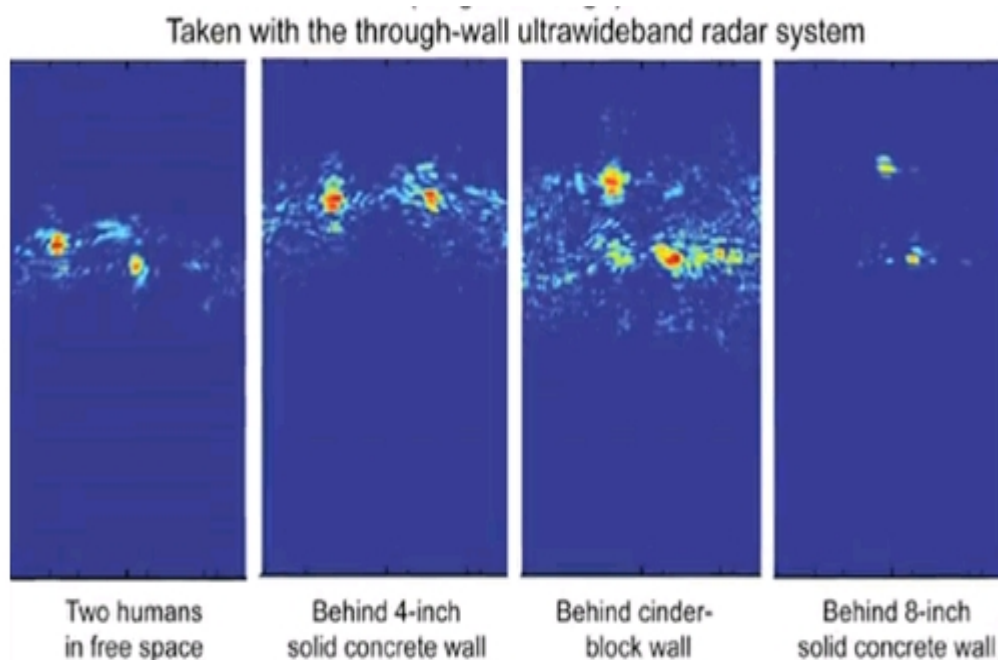 Taken with the through-wall ultrawideband radar system
Two humans
in free space
Behind 4-inch
solid concrete wall
Behind cinder-
block wall
Behind 8-inch
solid concrete wall